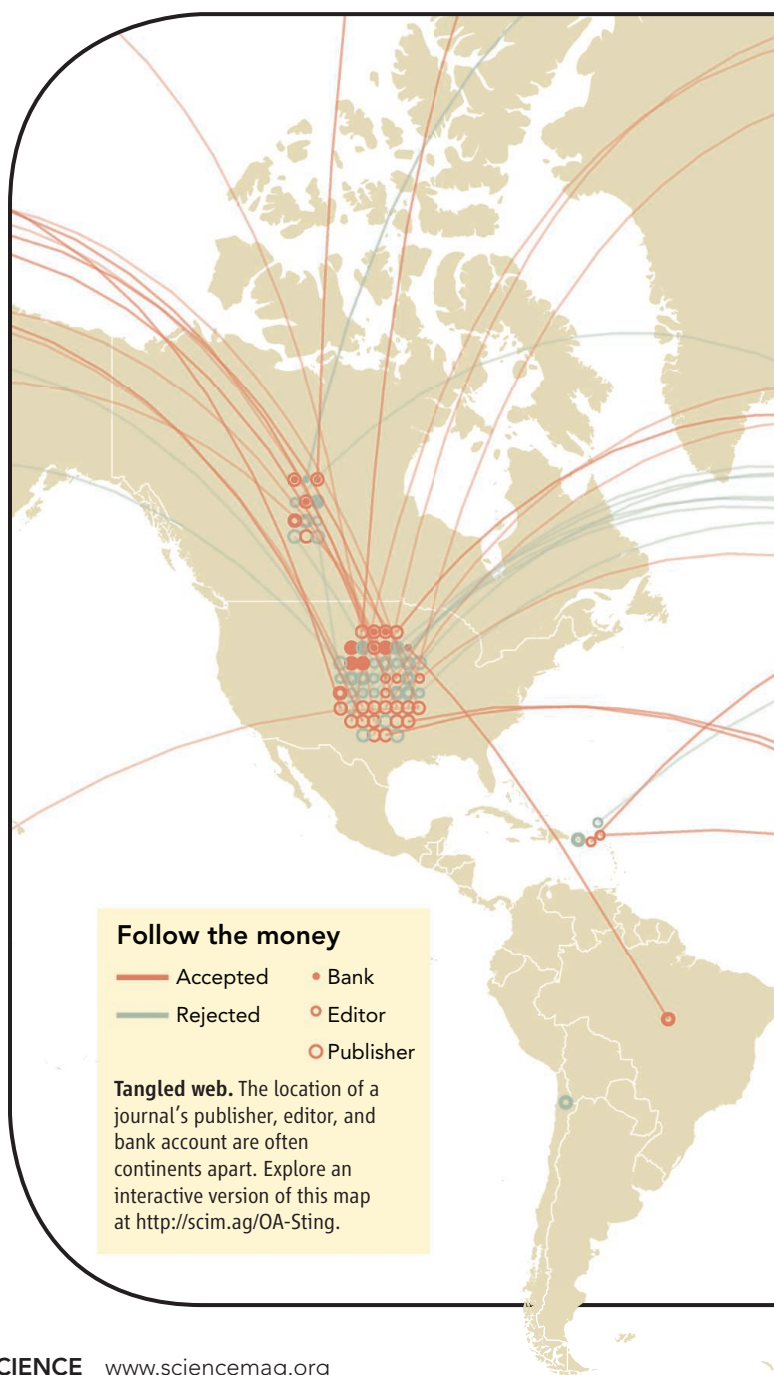 Follow the money
Accepted
Rejected
Bank
Editor
Publisher
Tangled web. The location of a
journal's publisher, editor, and
bank account are often
continents apart. Explore an
interactive version of this map
at http://scim.ag/OA-Sting.
CIENCE www.sciencemag.org